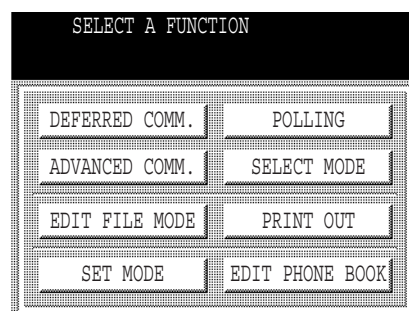 SELECT A FUNCTION
DEFERRED COMM. POLLING
ADVANCED COMM. SELECT MODE
EDIT FILE MODE PRINT OUT
SET MODE EDIT PHONE BOOK